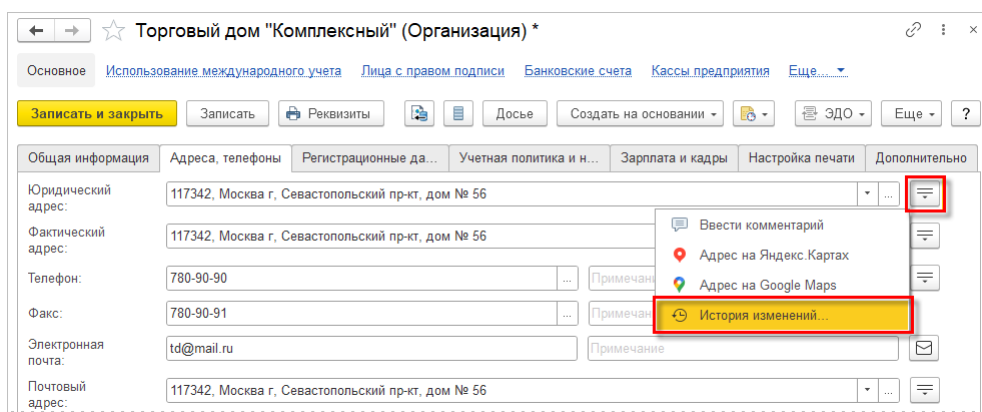 Торговый дом "Комплексный" (Организация) *
Основное Использование международного учета Лица с правом подписи Банковские счета Кассы предприятия Еще...
Записать и закрыть Записать Реквизиты Досье Создать на основании ЭДО Еще ?
Общая информация Адреса, телефоны Регистрационные да... Учетная политика и н... Зарплата и кадры Настройка печати Дополнительно
Юридический адрес: 117342, Москва г, Севастопольский пр-кт, дом № 56 ...
Ввести комментарий
Фактический адрес: 117342, Москва г, Севастопольский пр-кт, дом № 56
Адрес на Яндекс.Картах
Телефон: 780-90-90 ... Примечан
Адрес на Google Maps
Факс: 780-90-91 ... Примечан
История изменений...
Электронная почта: td@mail.ru Примечание
Почтовый адрес: 117342, Москва г, Севастопольский пр-кт, дом № 56 ...